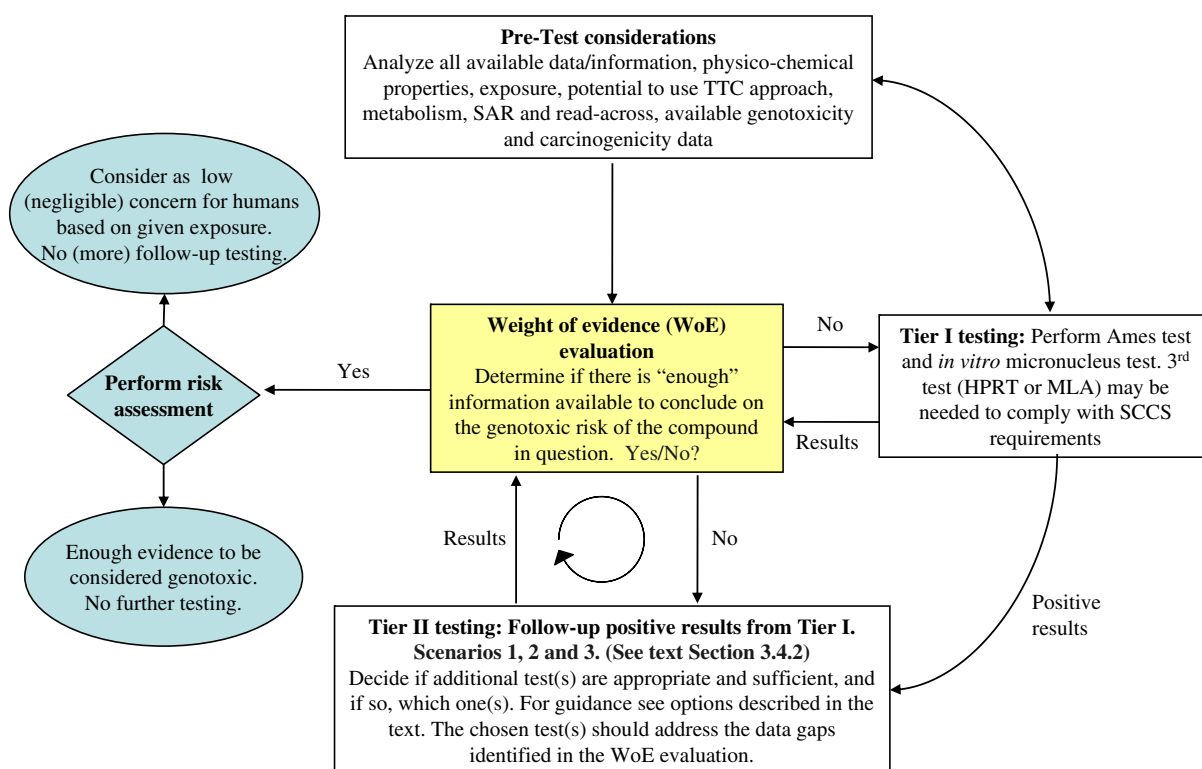 Pre-Test considerations
Analyze all available data/information, physico-chemical
properties, exposure, potential to use TTC approach,
metabolism, SAR and read-across, available genotoxicity
and carcinogenicity data
Consider as low
(negligible) concern for humans
based on given exposure.
No (more) follow-up testing.
Perform risk
assessment
Enough evidence to be
considered genotoxic.
No further testing.
Yes
Weight of evidence (WoE)
evaluation
Determine if there is “enough”
information available to conclude on
the genotoxic risk of the compound
in question. Yes/No?
No
Results
Tier I testing: Perform Ames test
and in vitro micronucleus test. 3rd
test (HPRT or MLA) may be
needed to comply with SCCS
requirements
Results
No
Positive
results
Tier II testing: Follow-up positive results from Tier I.
Scenarios 1, 2 and 3. (See text Section 3.4.2)
Decide if additional test(s) are appropriate and sufficient, and
if so, which one(s). For guidance see options described in the
text. The chosen test(s) should address the data gaps
identified in the WoE evaluation.